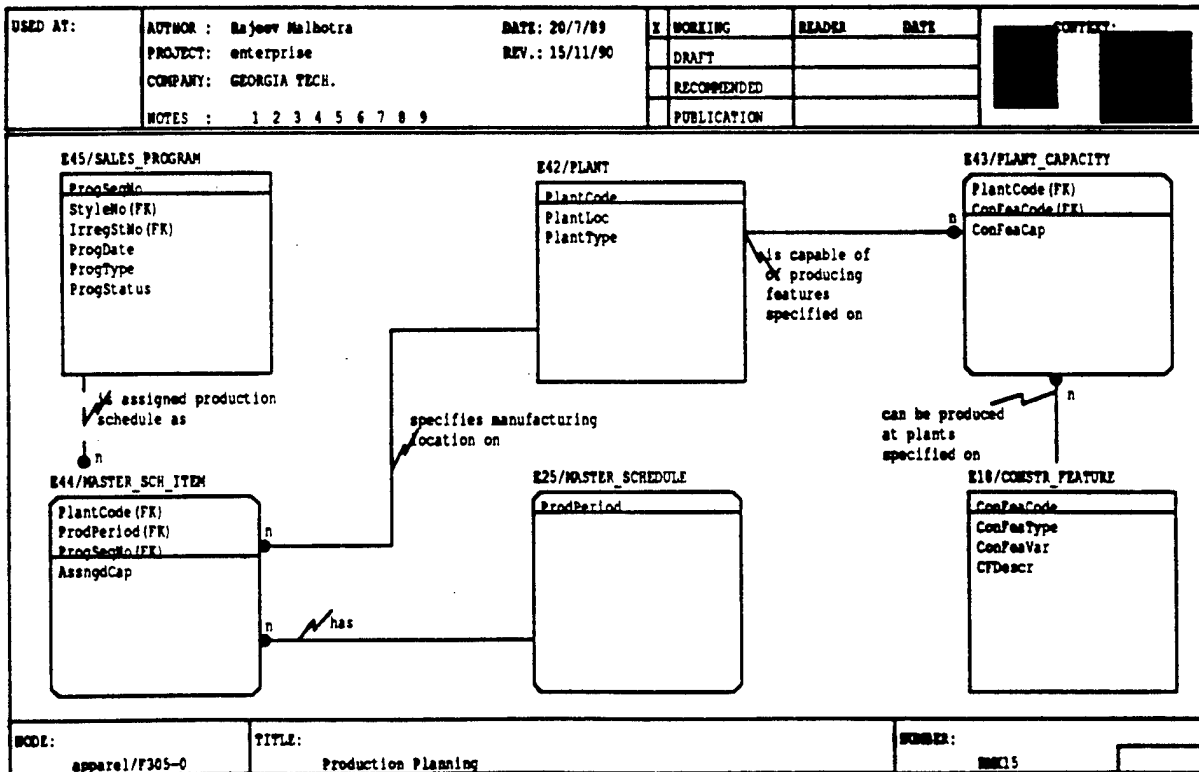 USED AT:
AUTHOR : Rajeev Malhotra
DATE: 20/7/89
PROJECT: enterprise
REV.: 15/11/90
COMPANY: GEORGIA TECH.
NOTES : 1 2 3 4 5 6 7 8 9
X WORKING
DRAFT
RECOMMENDED
PUBLICATION
READER DATE
CONTEXT:
E45/SALES_PROGRAM
ProgSeqNo
StyleNo(FK)
IrregStNo(FK)
ProgDate
ProgType
ProgStatus
E42/PLANT
PlantCode
PlantLoc
PlantType
E43/PLANT_CAPACITY
PlantCode(FK)
ConFeaCode(FK)
ConFeaCap
n
is capable of
of producing
features
specified on
is assigned production
schedule as
n
specifies manufacturing
location on
n
can be produced
at plants
specified on
E44/MASTER_SCH_ITEM
PlantCode(FK)
ProdPeriod(FK)
ProgSeqNo(FK)
AssngdCap
n
n
has
E25/MASTER_SCHEDULE
ProdPeriod
E18/CONSTR_FEATURE
ConFeaCode
ConFeaType
ConFeaVar
CFDescr
NODE:
apparel/F305-0
TITLE:
Production Planning
NUMBER: